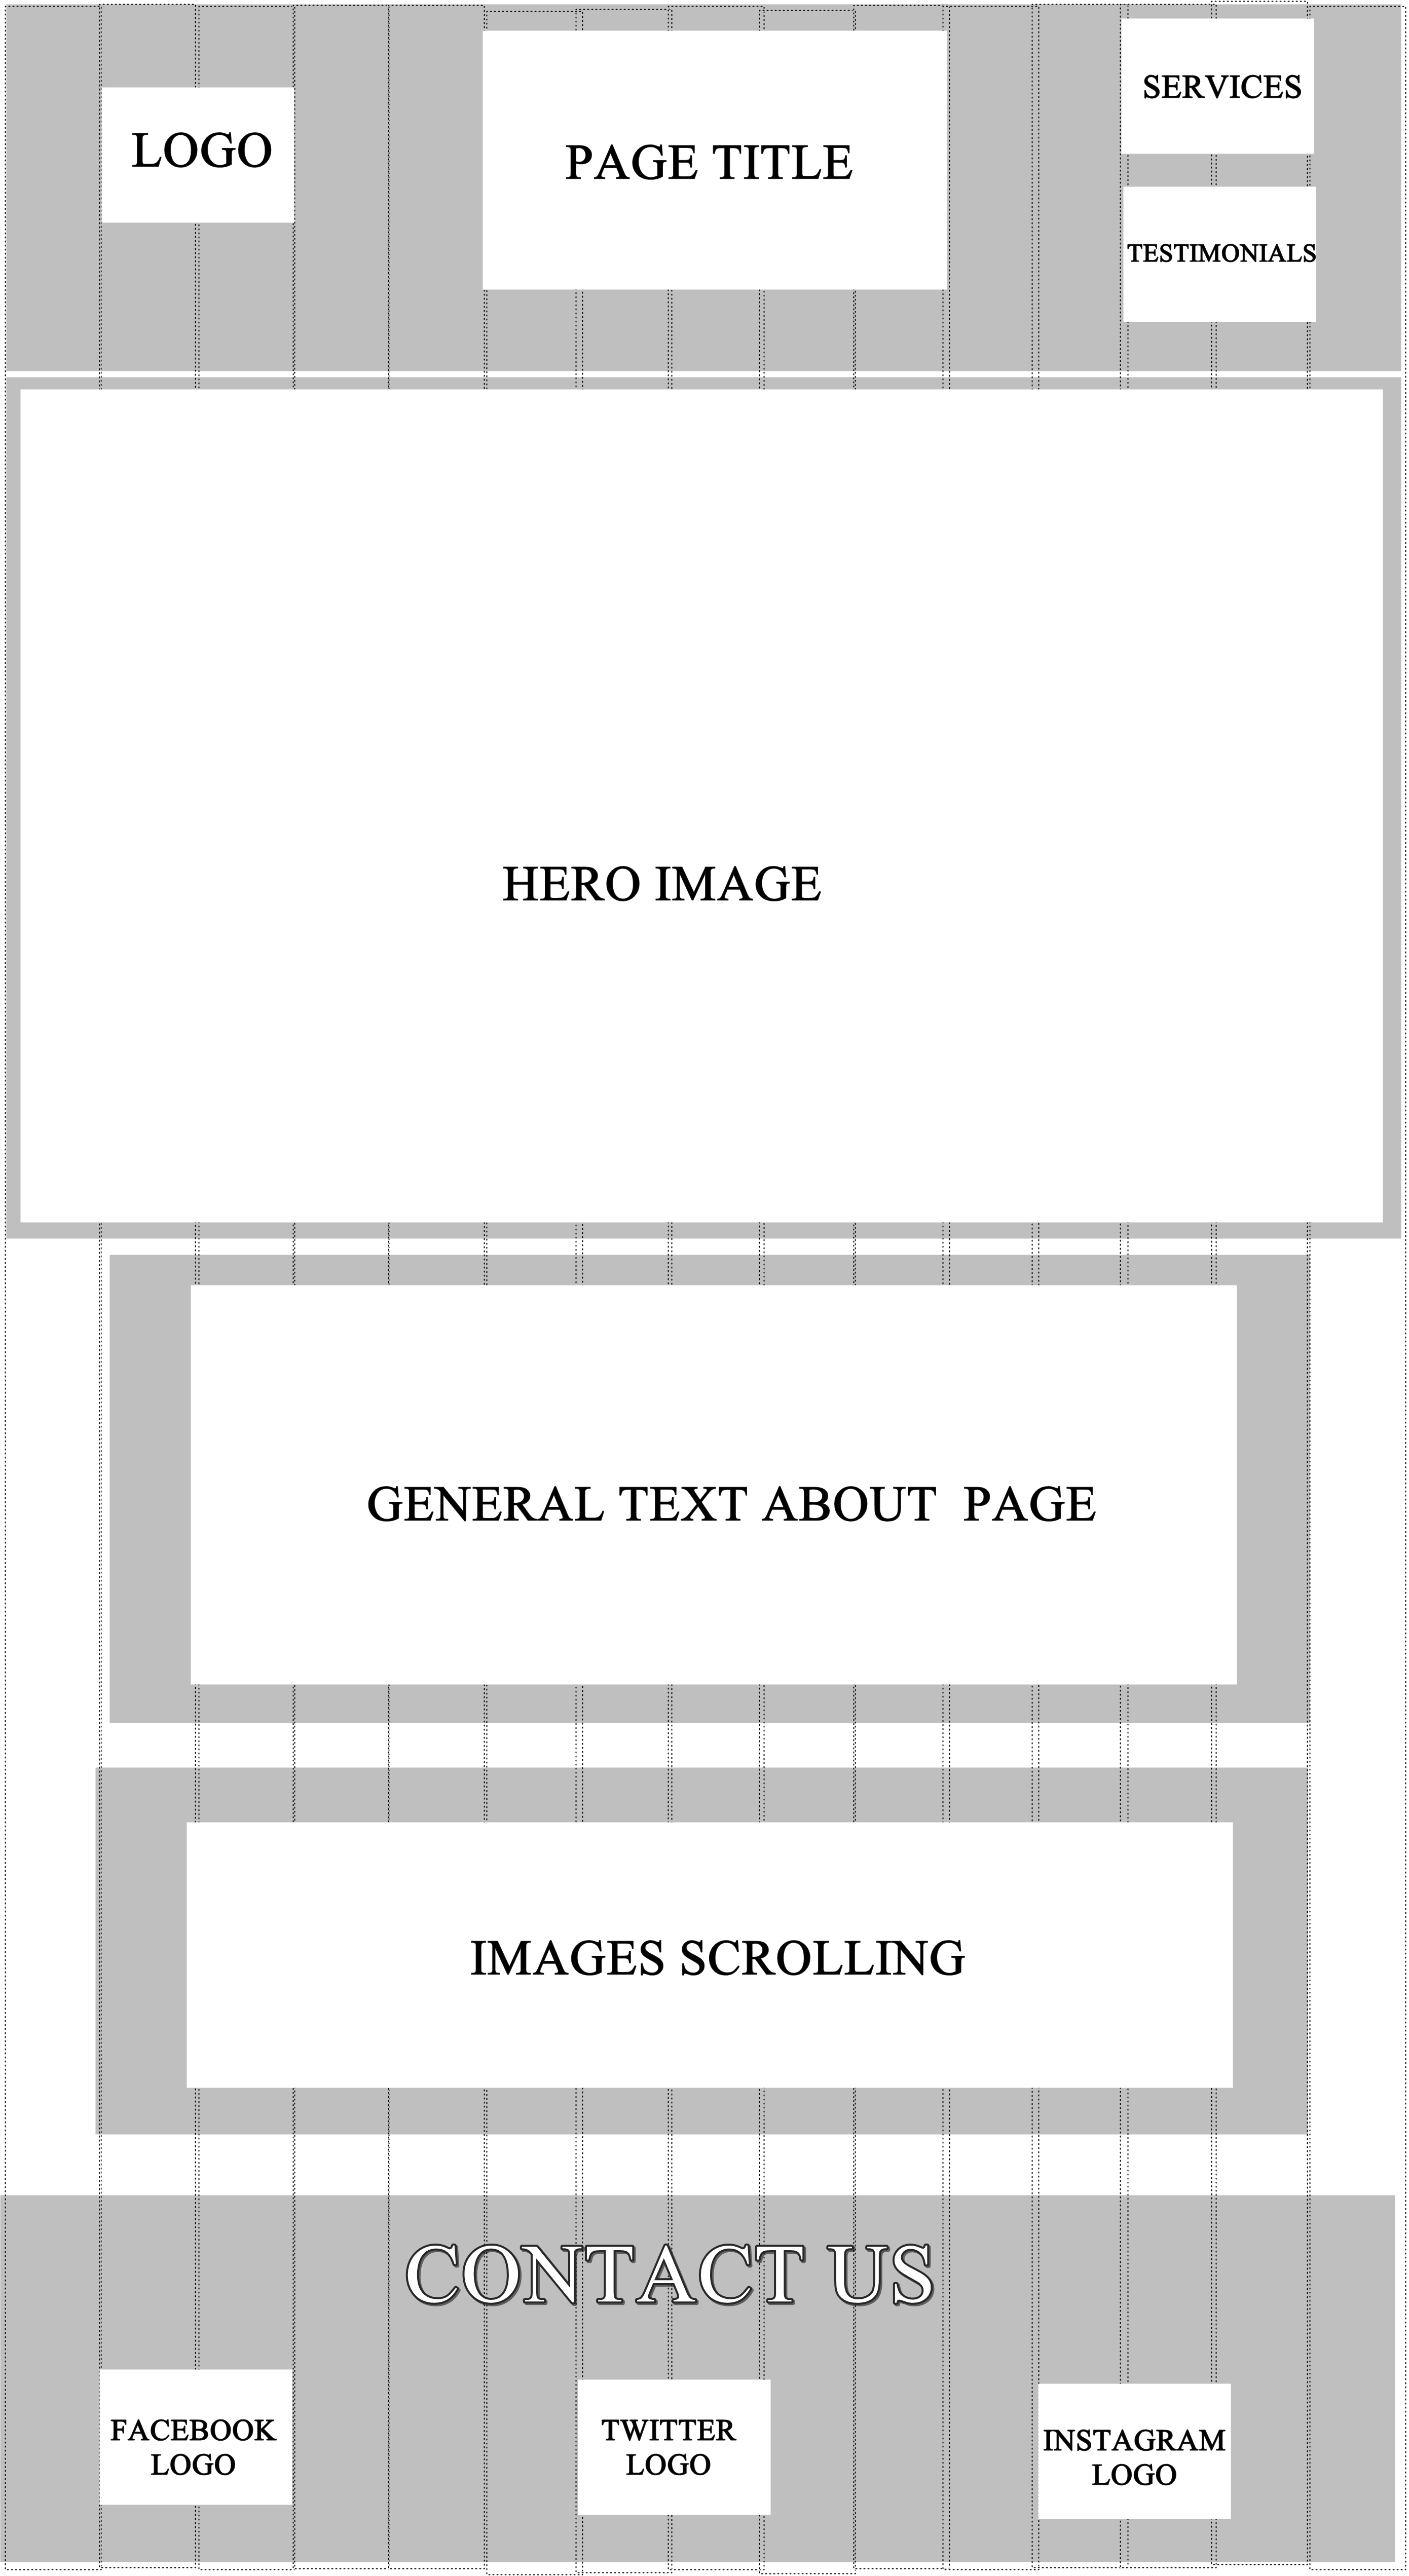 LOGO
PAGE TITLE
SERVICES
TESTIMONIALS
HERO IMAGE
GENERAL TEXT ABOUT  PAGE
IMAGES SCROLLING
CONTACT US
FACEBOOK
LOGO
TWITTER
LOGO
INSTAGRAM
LOGO